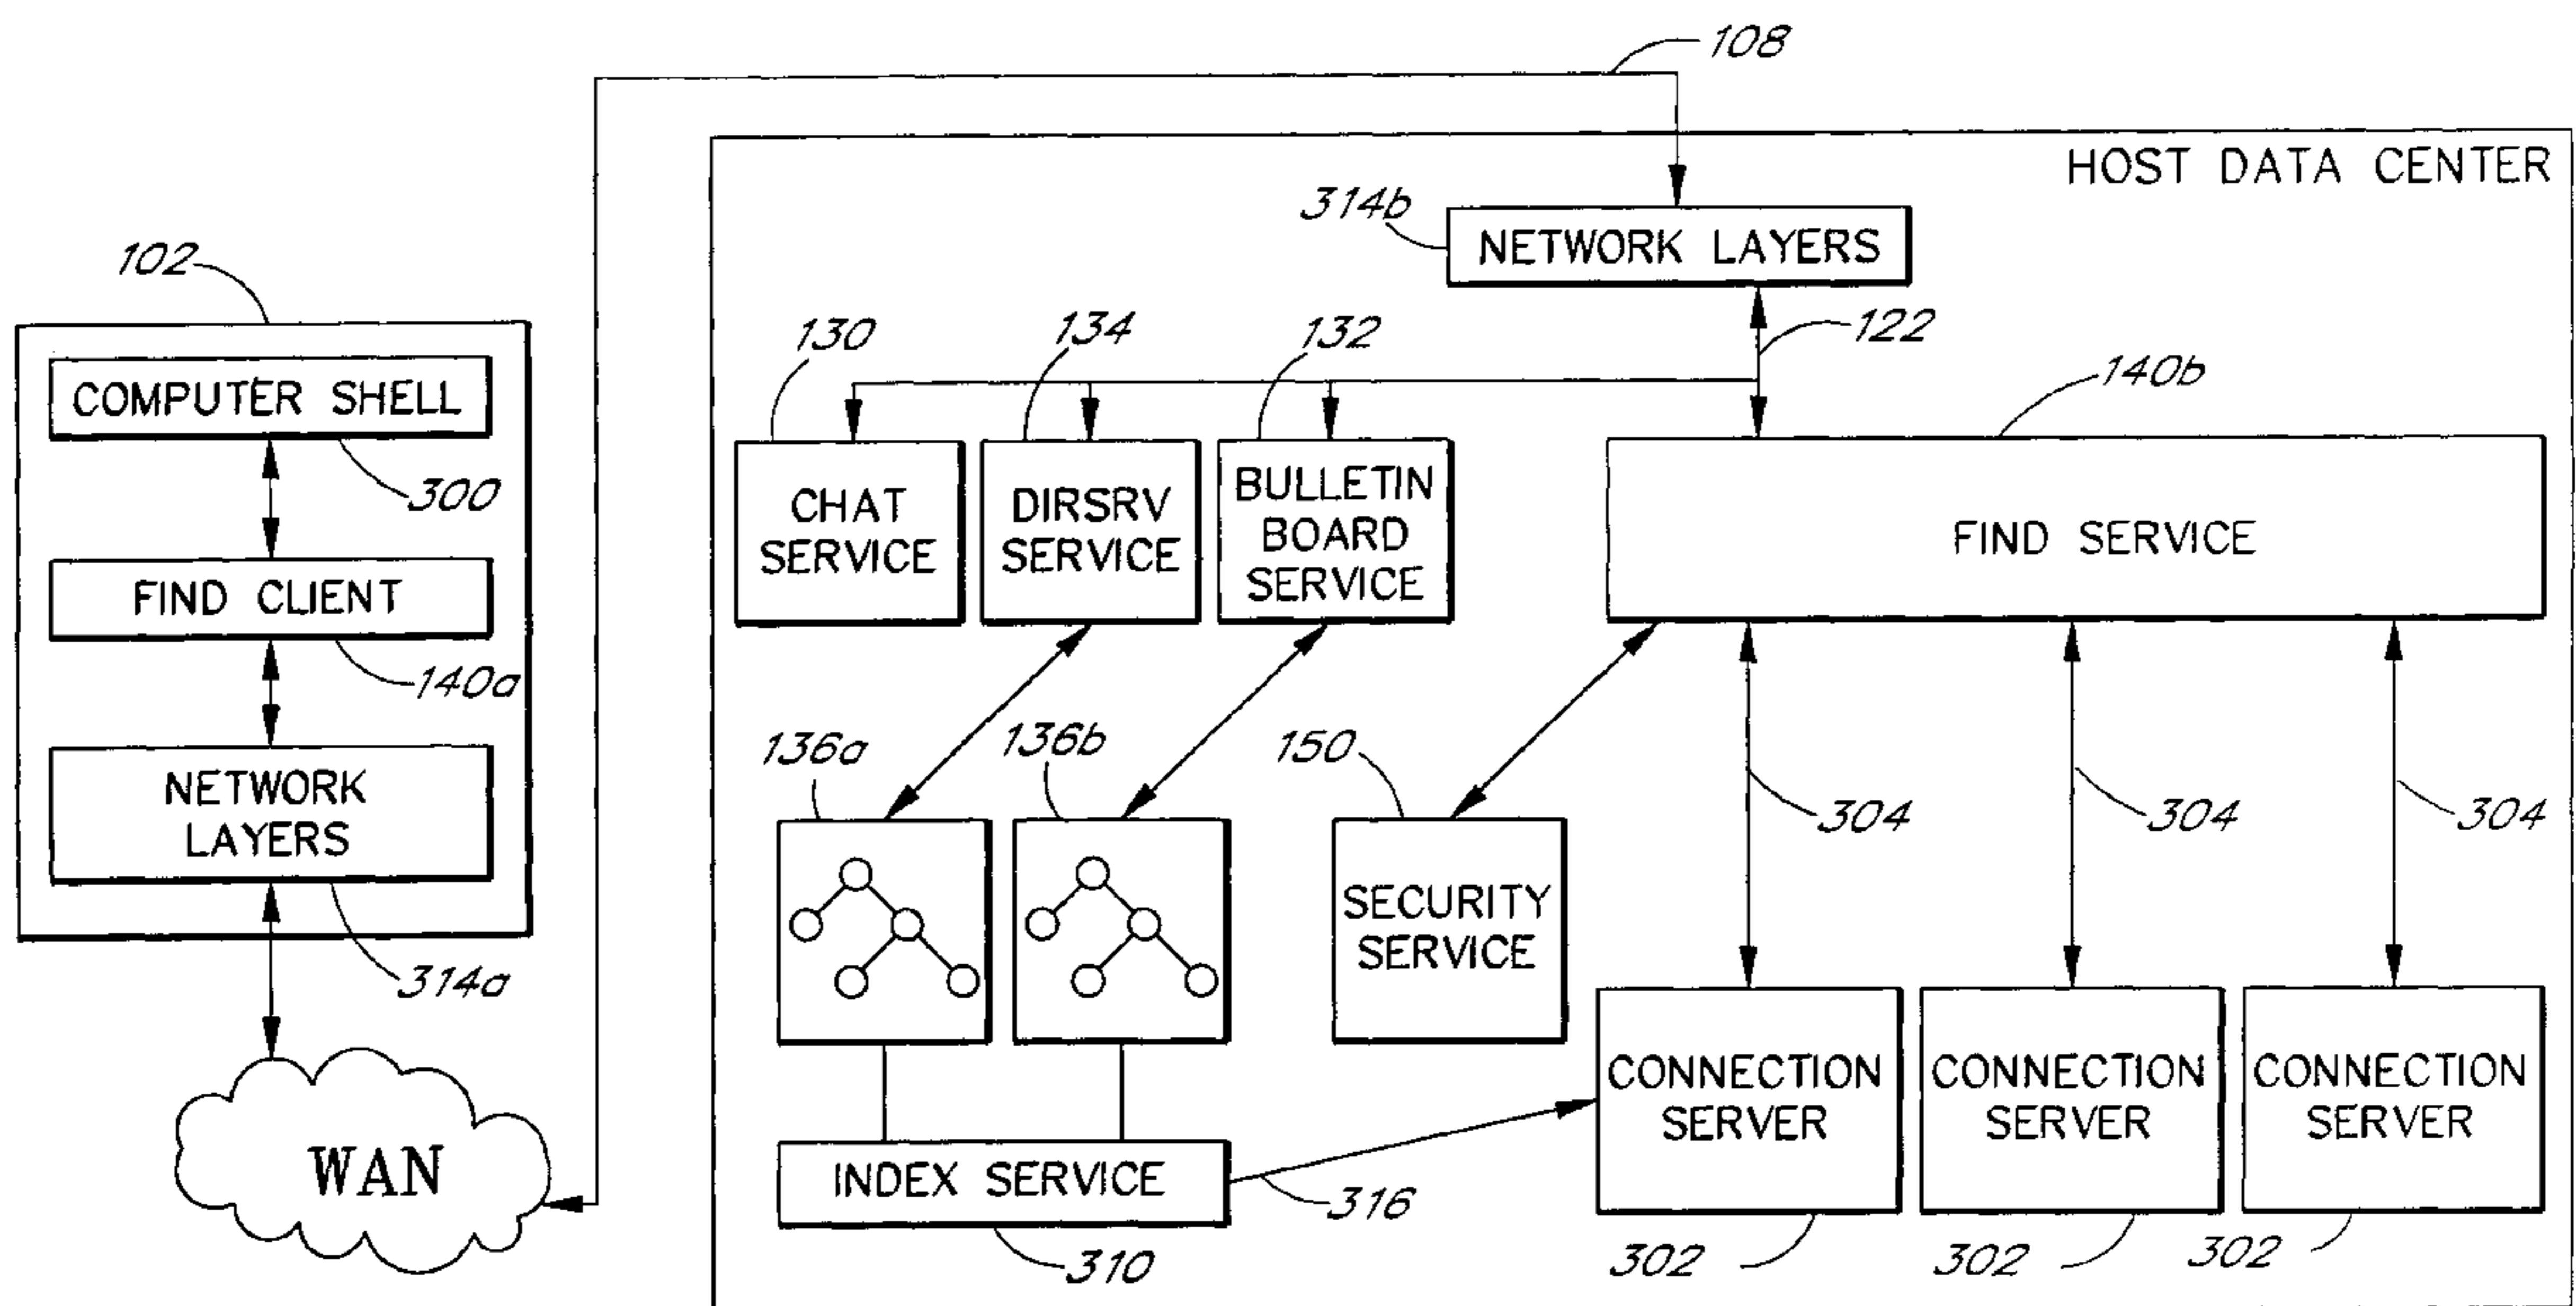 108
HOST DATA CENTER
314b
NETWORK LAYERS
102
122
130
134
132
140b
COMPUTER SHELL
300
FIND CLIENT
140a
NETWORK
LAYERS
314a
WAN
CHAT
SERVICE
DIRSRV
SERVICE
BULLETIN
BOARD
SERVICE
FIND SERVICE
136a
136b
150
304
304
304
SECURITY
SERVICE
CONNECTION
SERVER
CONNECTION
SERVER
CONNECTION
SERVER
INDEX SERVICE
316
310
302
302
302